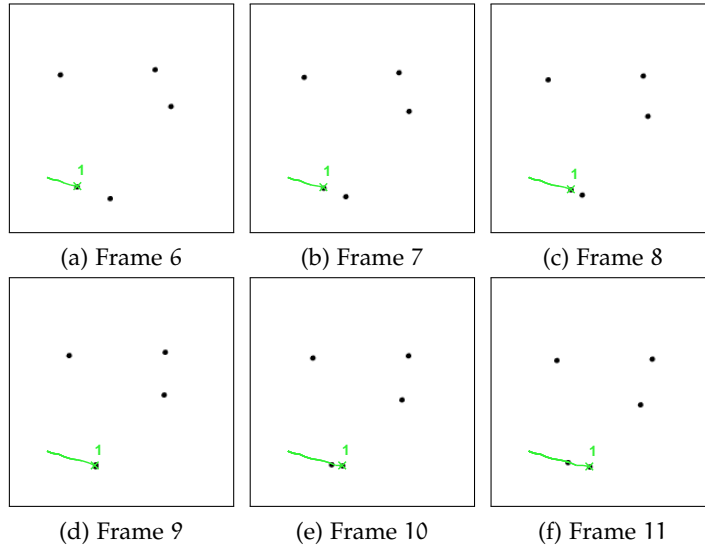 1
1
1
(a) Frame 6
(b) Frame 7
(c) Frame 8
1
1
1
(d) Frame 9
(e) Frame 10
(f) Frame 11